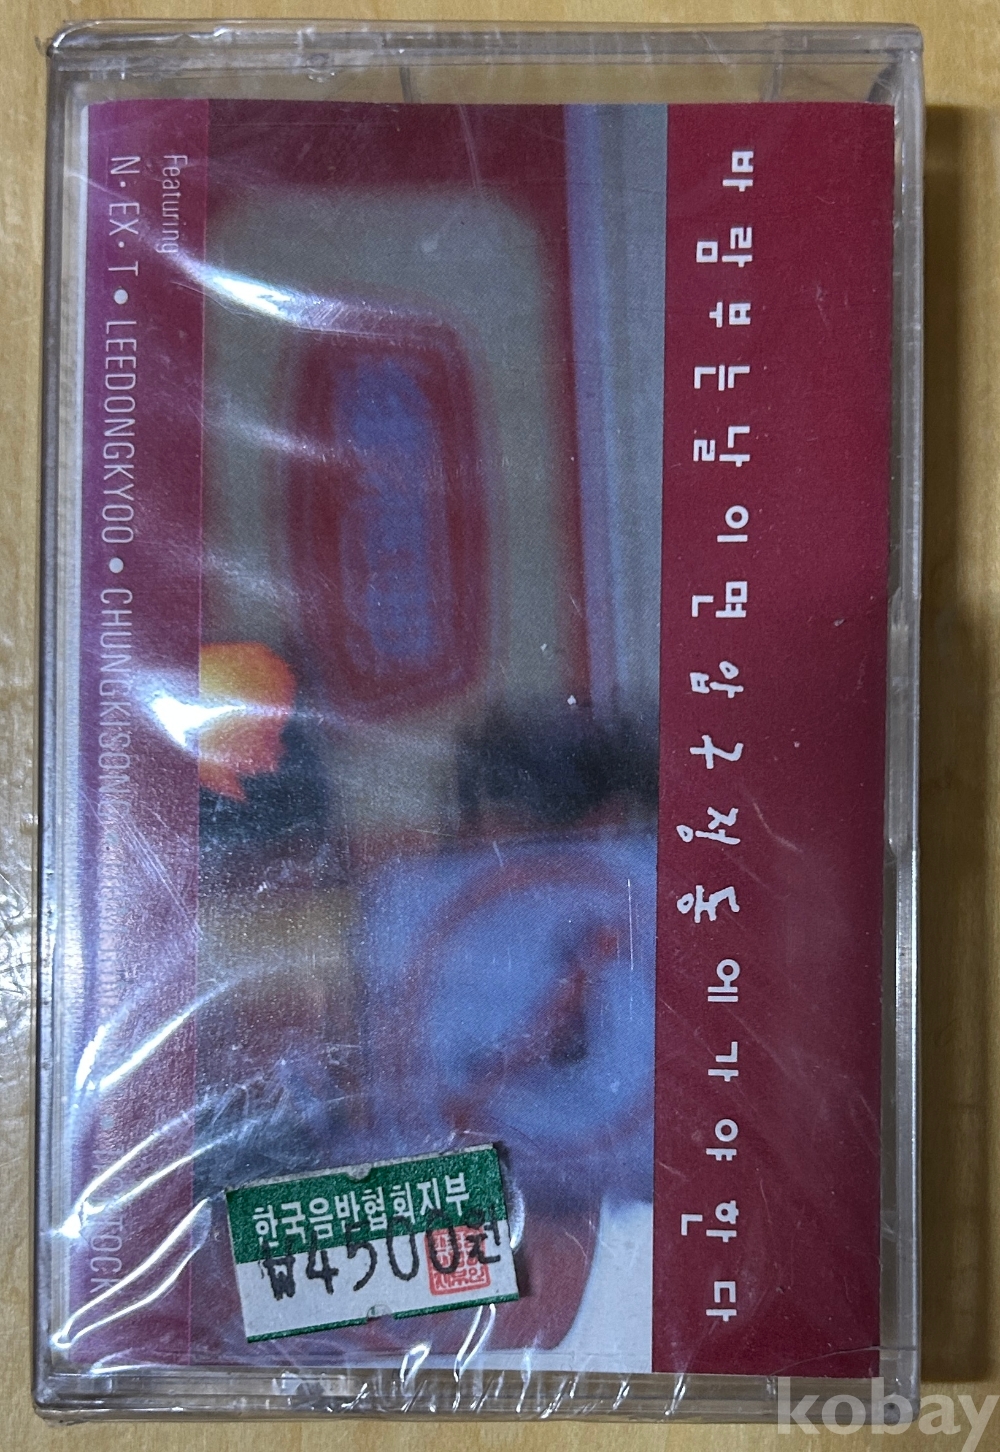 바람부는날이면 압구정동에가야한다
Featuring
N·EX·T • LEEDONGKYOO • CHUNGKISONG
한국음반협회지부
₩4500원
kobay